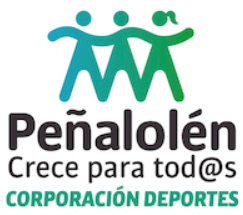 Peñalolén
Crece para tod@s
CORPORACIÓN DEPORTES